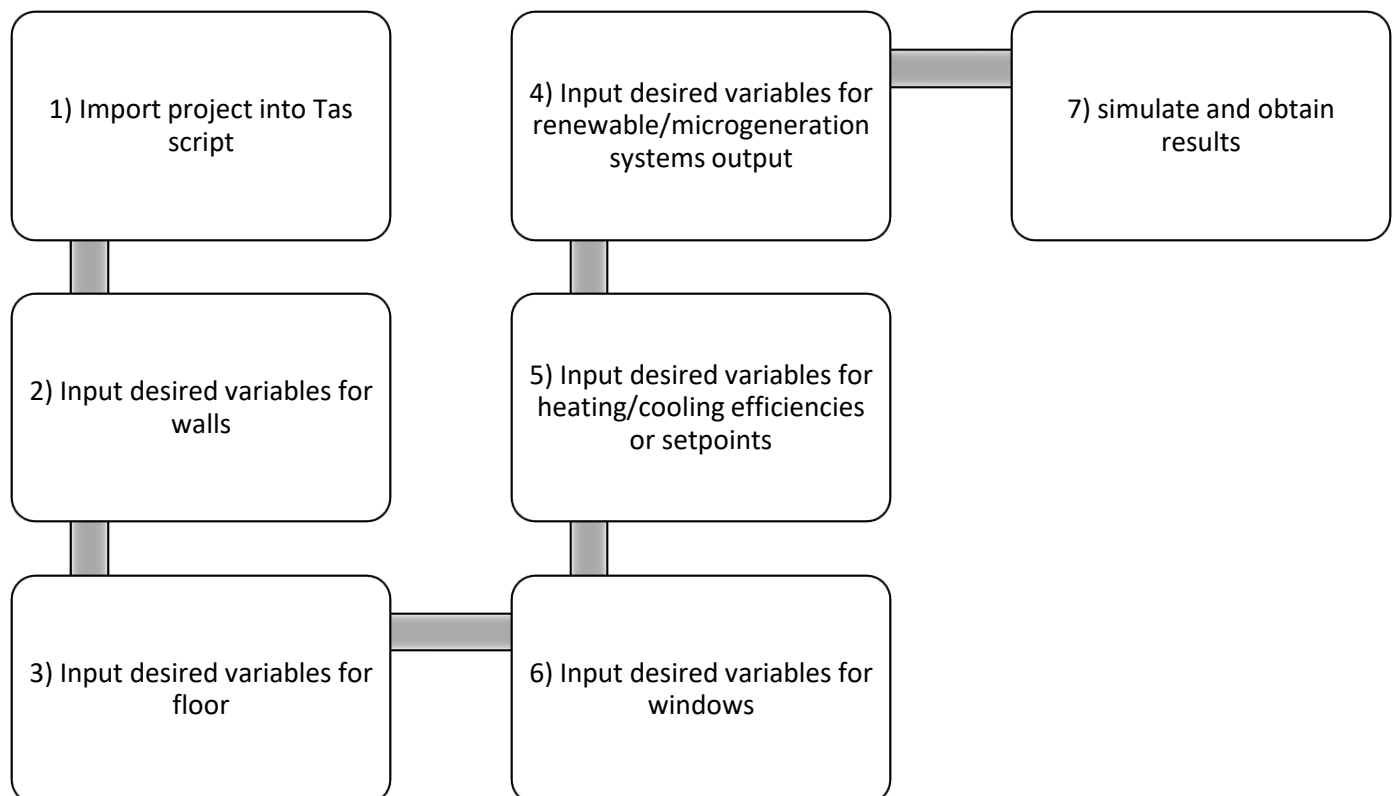 1) Import project into Tas
script
2) Input desired variables for
walls
3) Input desired variables for
floor
4) Input desired variables for
renewable/microgeneration
systems output
5) Input desired variables for
heating/cooling efficiencies
or setpoints
6) Input desired variables for
windows
7) simulate and obtain
results